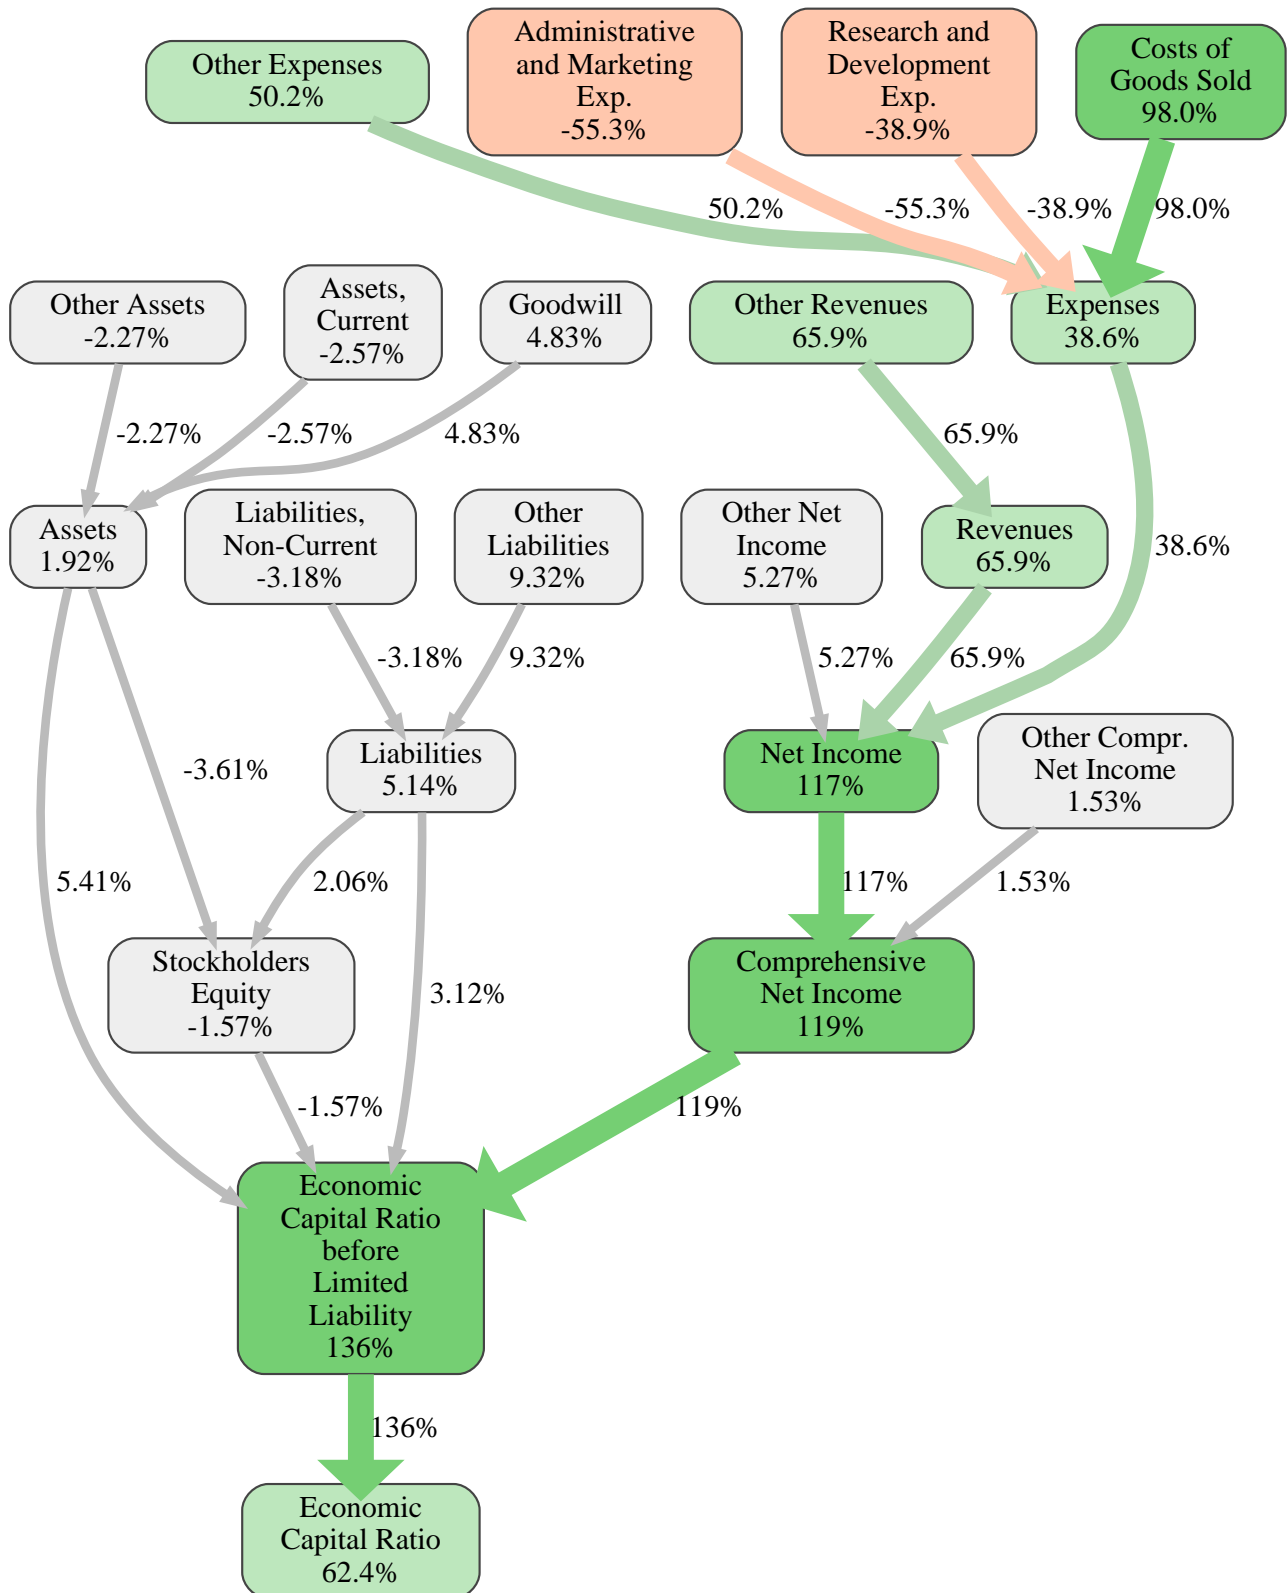 Other Expenses
50.2%
Administrative
and Marketing
Exp.
-55.3%
Research and
Development
Exp.
-38.9%
Costs of
Goods Sold
98.0%
50.2%
-55.3%
-38.9%
98.0%
Other Assets
-2.27%
Assets,
Current
-2.57%
Goodwill
4.83%
Other Revenues
65.9%
Expenses
38.6%
-2.27%
-2.57%
4.83%
65.9%
Assets
1.92%
Liabilities,
Non-Current
-3.18%
Other
Liabilities
9.32%
Other Net
Income
5.27%
Revenues
65.9%
38.6%
-3.18%
9.32%
5.27%
65.9%
-3.61%
Liabilities
5.14%
Net Income
117%
Other Compr.
Net Income
1.53%
5.41%
2.06%
117%
1.53%
Stockholders
Equity
-1.57%
3.12%
Comprehensive
Net Income
119%
-1.57%
119%
Economic
Capital Ratio
before
Limited
Liability
136%
136%
Economic
Capital Ratio
62.4%